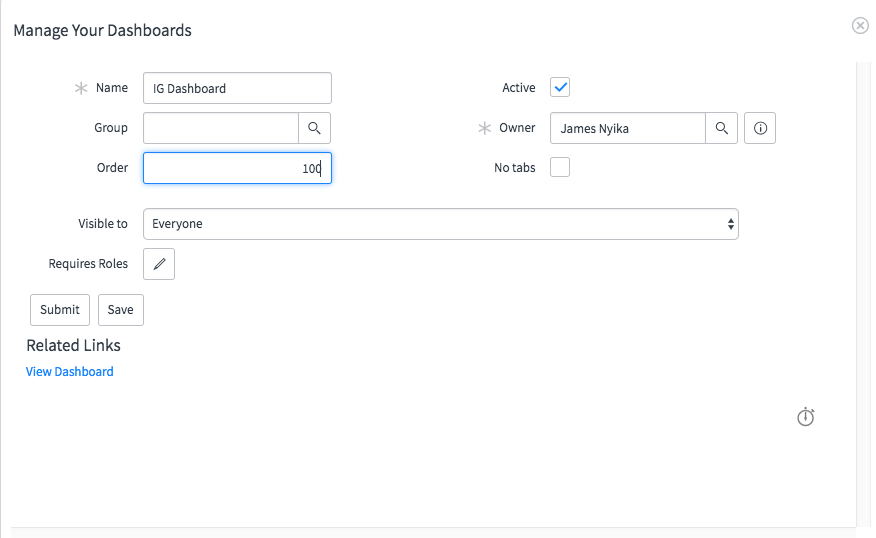 Manage Your Dashboards
Name IG Dashboard Active
Group Owner James Nyika
Order 100 No tabs
Visible to Everyone
Requires Roles
Submit Save
Related Links
View Dashboard